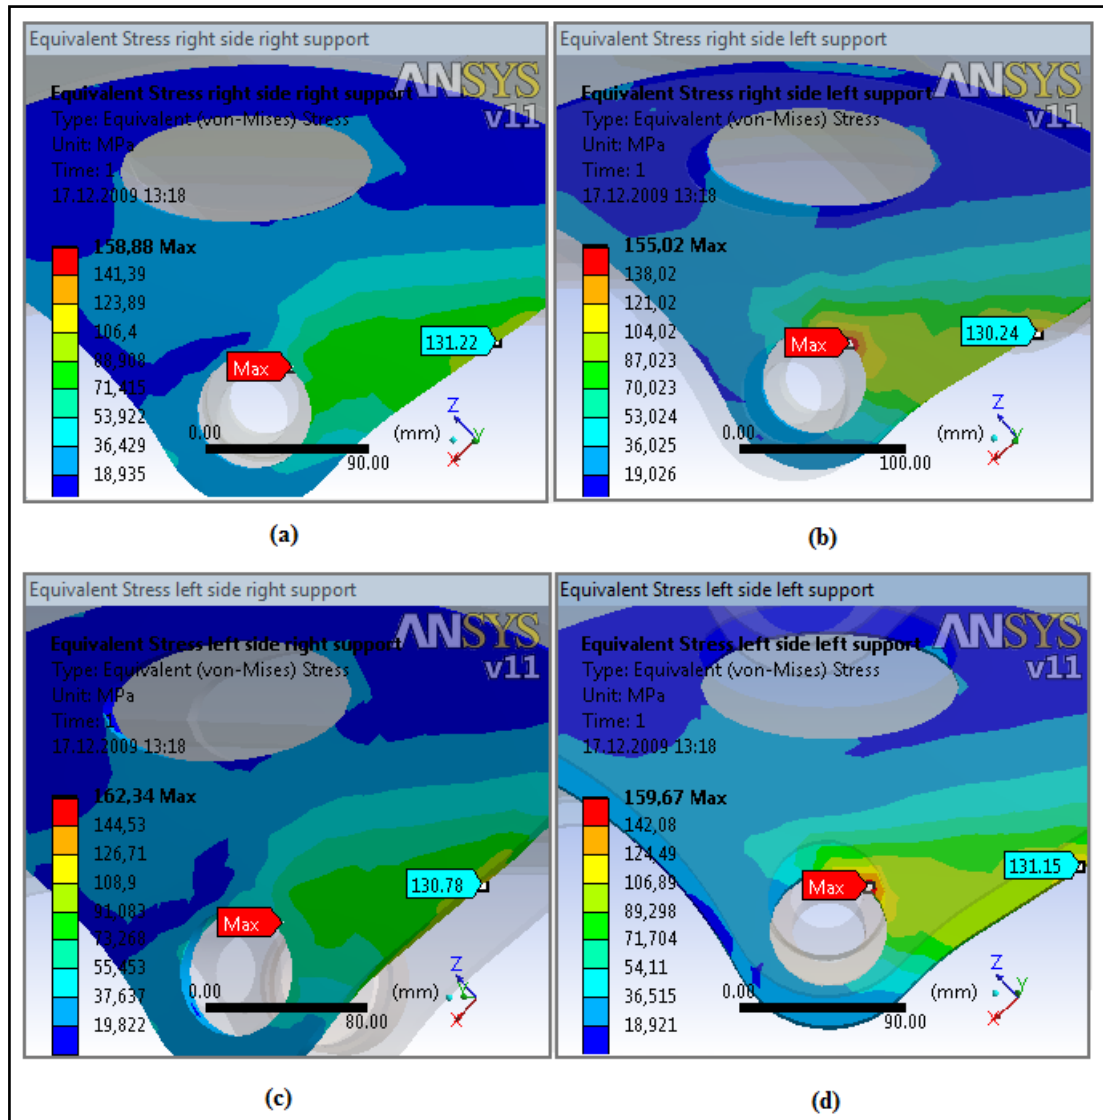 Equivalent Stress right side right support
ANSYS
v11
Equivalent Stress right side right support
Type: Equivalent (von-Mises) Stress
Unit: MPa
Time: 1
17.12.2009 13:18
158,88 Max
141,39
123,89
106,4
88,908
71,415
53,922
36,429
18,935
131.22
Max
0.00
90.00
(mm)
Z
Y
X
(a)
Equivalent Stress right side left support
ANSYS
v11
Equivalent Stress right side left support
Type: Equivalent (von-Mises) Stress
Unit: MPa
Time: 1
17.12.2009 13:18
155,02 Max
138,02
121,02
104,02
87,023
70,023
53,024
36,025
19,026
130.24
Max
0.00
100.00
(mm)
Z
Y
X
(b)
Equivalent Stress left side right support
ANSYS
v11
Equivalent Stress left side right support
Type: Equivalent (von-Mises) Stress
Unit: MPa
Time: 1
17.12.2009 13:18
162,34 Max
144,53
126,71
108,9
91,083
73,268
55,453
37,637
19,822
130.78
Max
0.00
80.00
(mm)
Z
Y
X
(c)
Equivalent Stress left side left support
ANSYS
v11
Equivalent Stress left side left support
Type: Equivalent (von-Mises) Stress
Unit: MPa
Time: 1
17.12.2009 13:18
159,67 Max
142,08
124,49
106,89
89,298
71,704
54,11
36,515
18,921
131.15
Max
0.00
90.00
(mm)
Z
Y
X
(d)